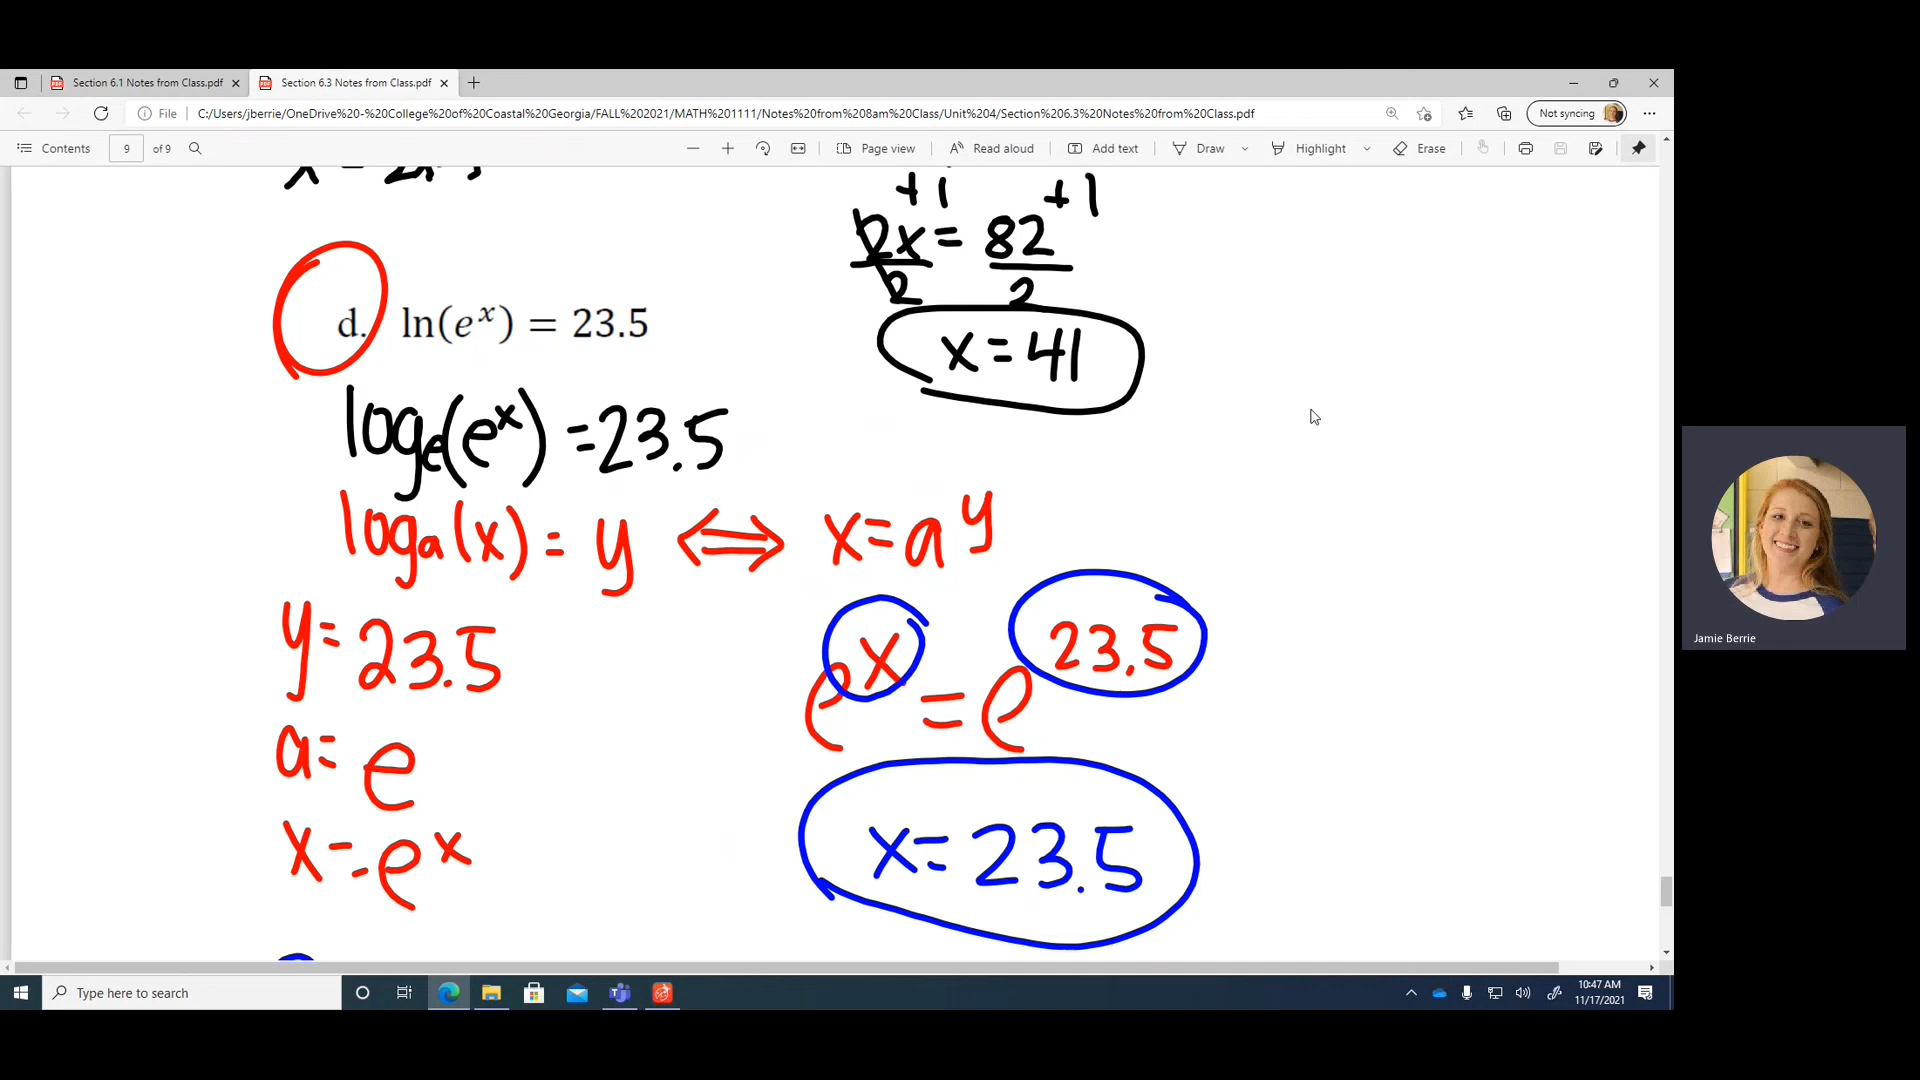 Section 6.1 Notes from Class.pdf
Section 6.3 Notes from Class.pdf
File C:/Users/jberrie/OneDrive%20-%20College%20of%20Coastal%20Georgia/FALL%202021/MATH%201111/Notes%20from%208am%20Class/Unit%204/Section%206.3%20Notes%20from%20Class.pdf
Not syncing
Contents 9 of 9
Page view Read aloud Add text Draw Highlight Erase
+1 +1
2x = 82
2 2
d. ln(e^x) = 23.5
x = 41
log_e(e^x) = 23.5
log_a(x) = y ⟺ x = a^y
y = 23.5
e^x = e^23.5
a = e
x = e^x
x = 23.5
Jamie Berrie
Type here to search
10:47 AM
11/17/2021